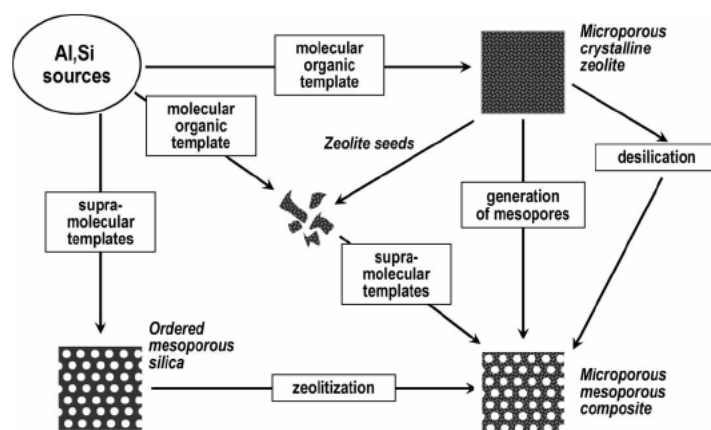 Al,Si
sources
molecular
organic
template
Microporous
crystalline
zeolite
molecular
organic
template
Zeolite seeds
desilication
supra-
molecular
templates
generation
of mesopores
supra-
molecular
templates
Ordered
mesoporous
silica
zeolitization
Microporous
mesoporous
composite